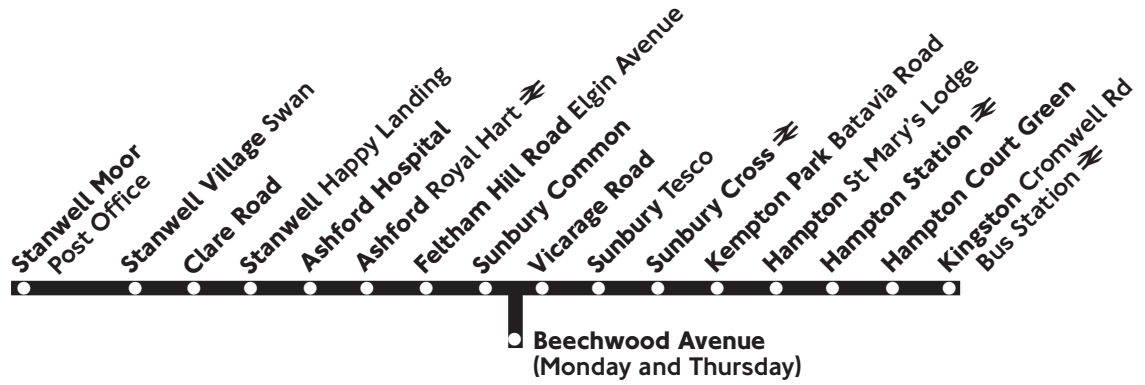 Stanwell Moor
Post Office
Stanwell Village Swan
Clare Road
Stanwell Happy Landing
Ashford Hospital
Ashford Royal Hart
Feltham Hill Road Elgin Avenue
Sunbury Common
Vicarage Road
Sunbury Tesco
Sunbury Cross
Kempton Park Batavia Road
Hampton St Mary's Lodge
Hampton Station
Hampton Court Green
Kingston Cromwell Rd
Bus Station
Beechwood Avenue
(Monday and Thursday)